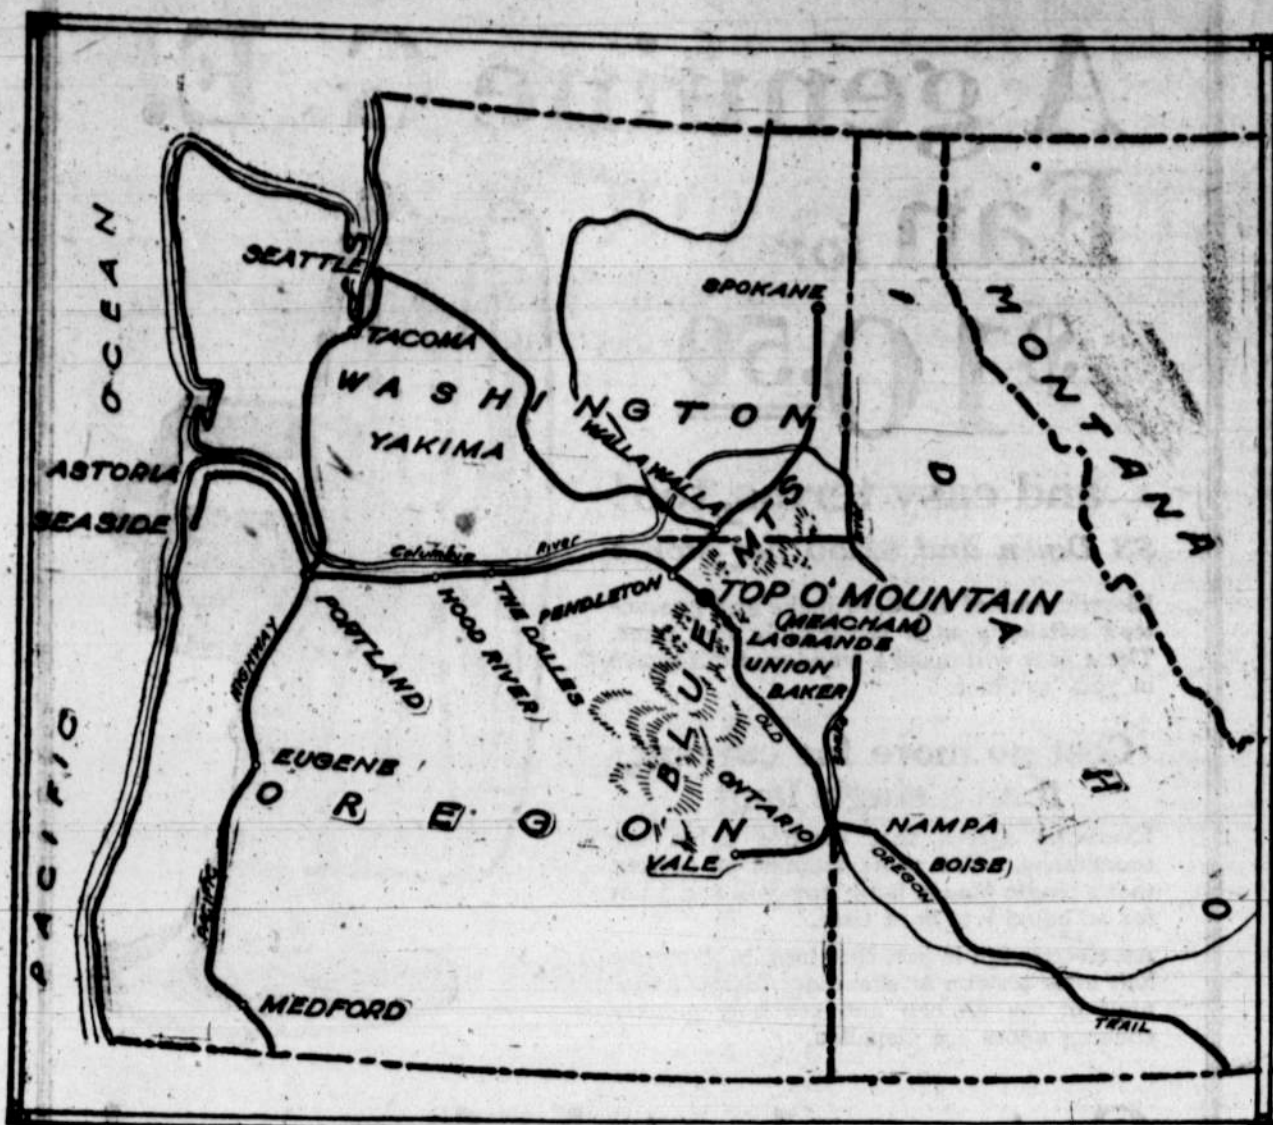 OCEAN
SEATTLE
SPOKANE
MONTANA
TACOMA
WASHINGTON
YAKIMA
WALLA WALLA
IDAHO
ASTORIA
SEASIDE
Columbia
RIVER
MTS
PENDLETON
TOP O' MOUNTAIN
(MEACHAM)
LAGRANDE
UNION
BAKER
PORTLAND
HOOD RIVER
THE DALLES
HIGHWAY
BLUE
OLD
PACIFIC
EUGENE
OREGON
ONTARIO
VALE
NAMPA
BOISE
OREGON
PACIFIC
MEDFORD
TRAIL